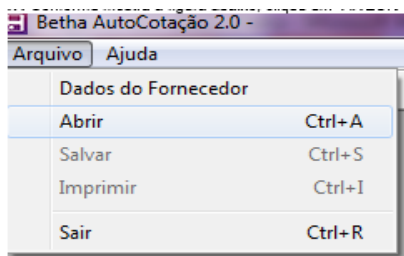 Betha AutoCotação 2.0 -
Arquivo Ajuda
Dados do Fornecedor
Abrir Ctrl+A
Salvar Ctrl+S
Imprimir Ctrl+I
Sair Ctrl+R